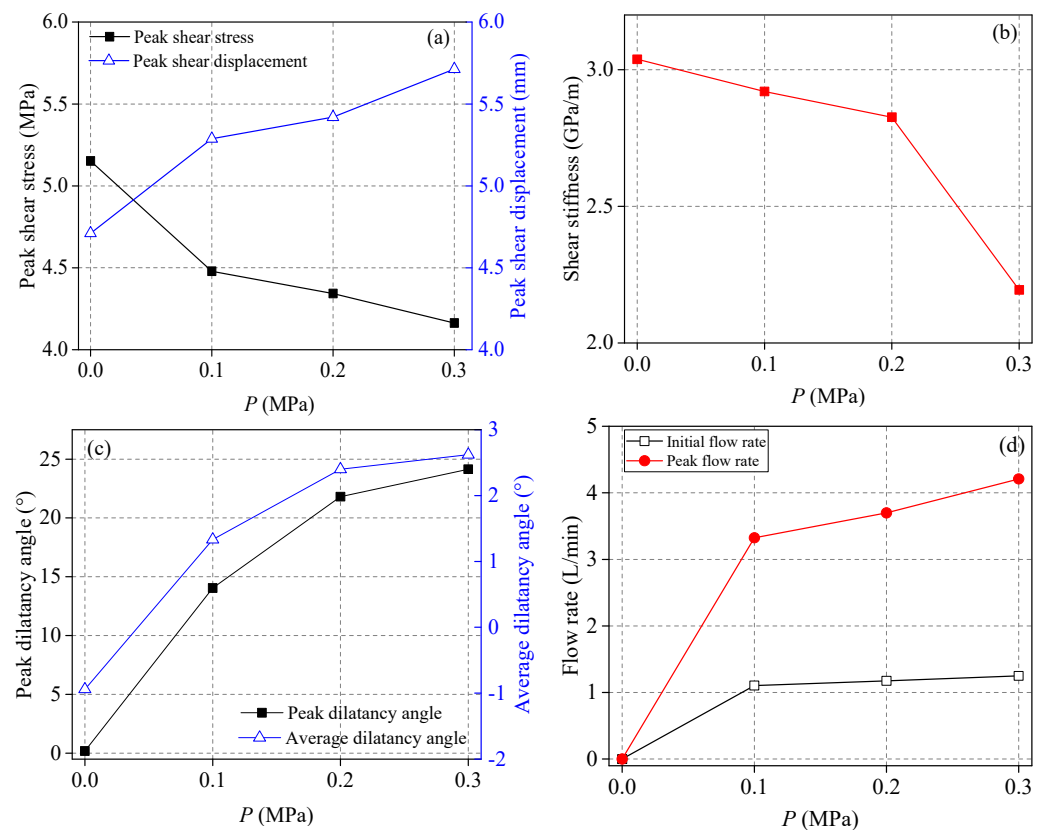 (a)
Peak shear stress
Peak shear displacement
Peak shear stress (MPa)
6.0
5.5
5.0
4.5
4.0
Peak shear displacement (mm)
6.0
5.5
5.0
4.5
4.0
0.0 0.1 0.2 0.3
P (MPa)
(b)
Shear stiffness (GPa/m)
3.0
2.5
2.0
0.0 0.1 0.2 0.3
P (MPa)
(c)
Peak dilatancy angle (°)
25
20
15
10
5
0
Average dilatancy angle (°)
3
2
1
0
-1
-2
Peak dilatancy angle
Average dilatancy angle
0.0 0.1 0.2 0.3
P (MPa)
(d)
Initial flow rate
Peak flow rate
Flow rate (L/min)
5
4
3
2
1
0
0.0 0.1 0.2 0.3
P (MPa)